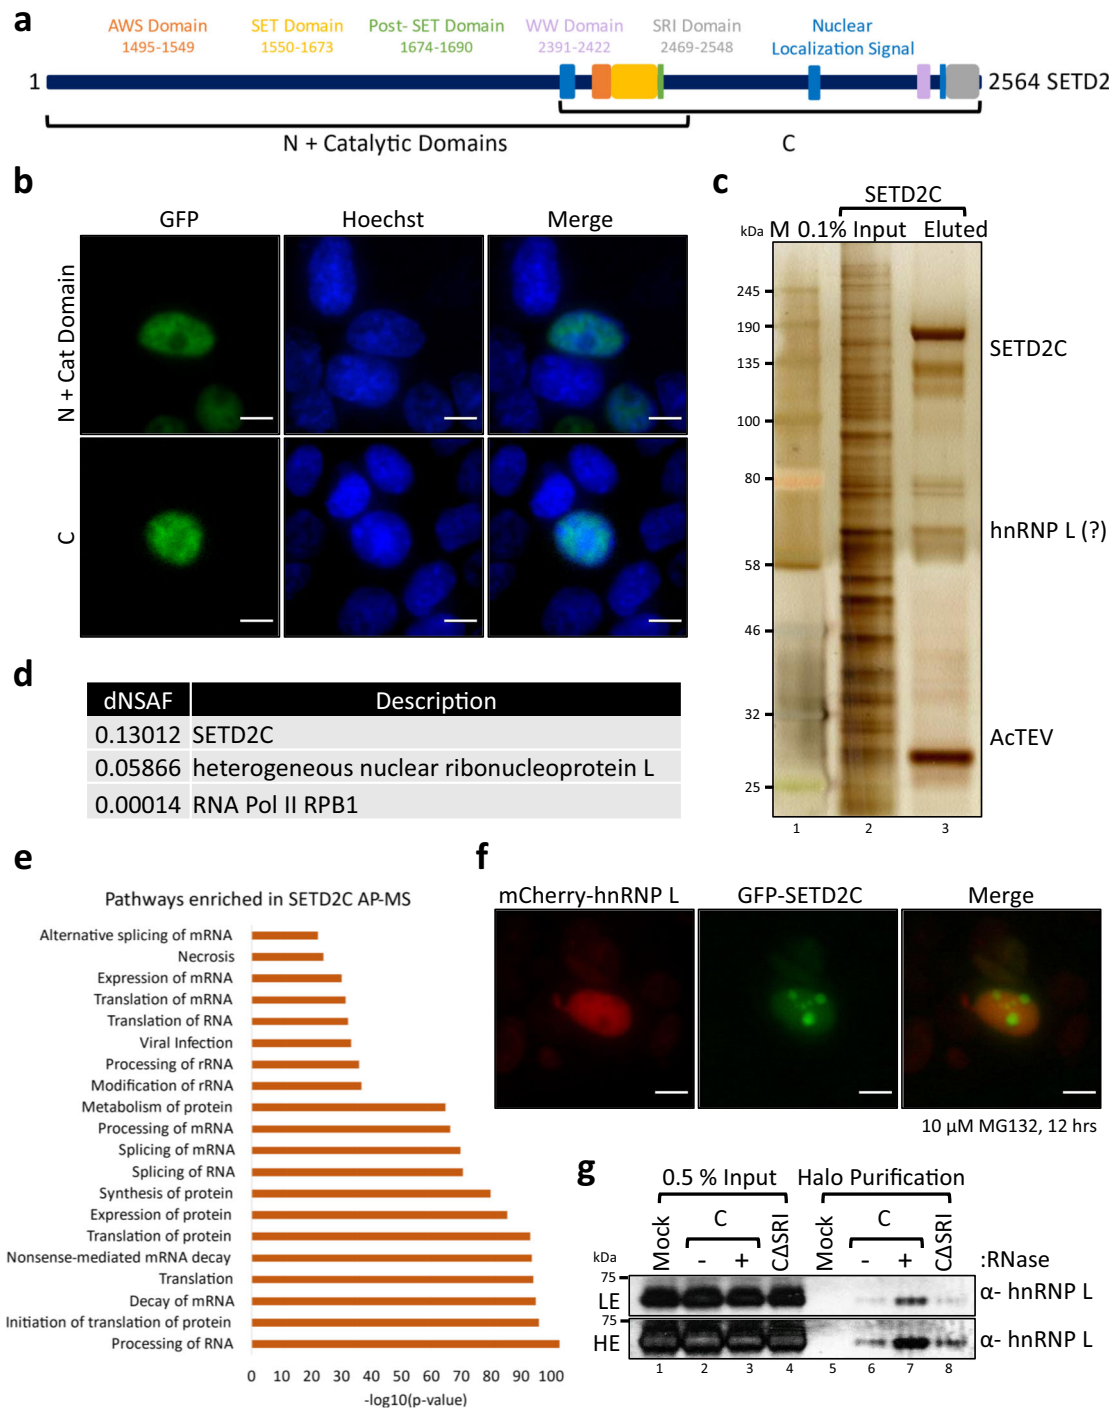 a
AWS Domain SET Domain Post- SET Domain WW Domain SRI Domain Nuclear
1495-1549 1550-1673 1674-1690 2391-2422 2469-2548 Localization Signal
1 2564 SETD2
N + Catalytic Domains C
b
GFP Hoechst Merge
N + Cat Domain
C
c
SETD2C
kDa M 0.1% Input Eluted
245
190
SETD2C
135
100
80
hnRNP L (?)
58
46
32
AcTEV
25
1 2 3
d
dNSAF Description
0.13012 SETD2C
0.05866 heterogeneous nuclear ribonucleoprotein L
0.00014 RNA Pol II RPB1
e
Pathways enriched in SETD2C AP-MS
Alternative splicing of mRNA
Necrosis
Expression of mRNA
Translation of mRNA
Translation of RNA
Viral Infection
Processing of rRNA
Modification of rRNA
Metabolism of protein
Processing of mRNA
Splicing of mRNA
Splicing of RNA
Synthesis of protein
Expression of protein
Translation of protein
Nonsense-mediated mRNA decay
Translation
Decay of mRNA
Initiation of translation of protein
Processing of RNA
0 10 20 30 40 50 60 70 80 90 100
-log10(p-value)
f
mCherry-hnRNP L GFP-SETD2C Merge
10 µM MG132, 12 hrs
g
0.5 % Input Halo Purification
Mock C CΔSRI Mock C CΔSRI
- + - + :RNase
kDa
75
LE α- hnRNP L
75
HE α- hnRNP L
1 2 3 4 5 6 7 8